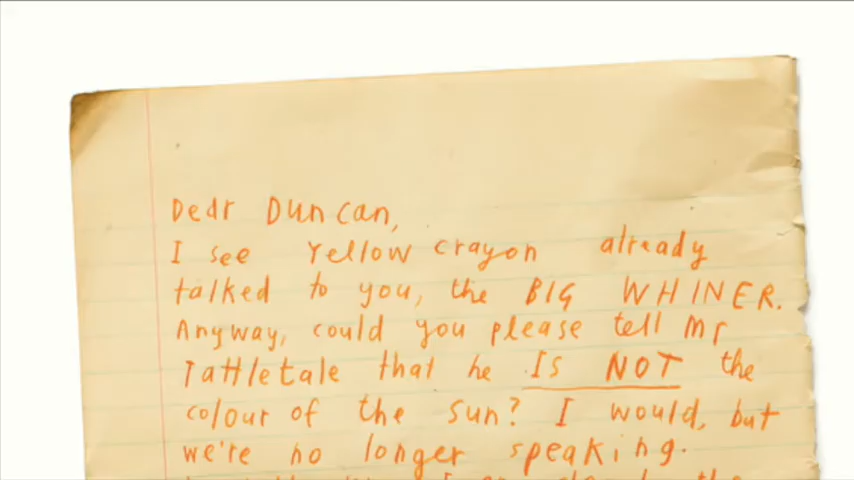 Dear Duncan,
I see Yellow crayon already
talked to you, the BIG WHINER.
Anyway, could you please tell Mr
Tattletale that he IS NOT the
colour of the sun? I would, but
we're no longer speaking.